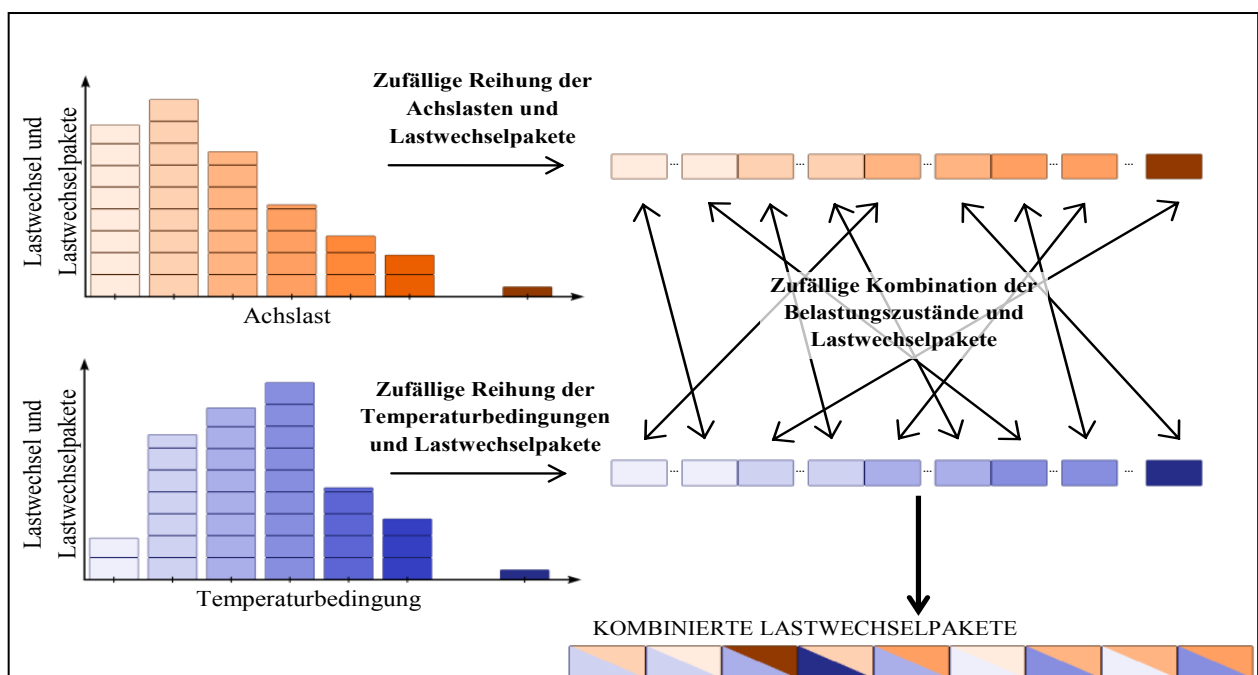 Lastwechsel und
Lastwechselpakete
Achslast
Zufällige Reihung der
Achslasten und
Lastwechselpakete
... ... ... ... ...
Zufällige Kombination der
Belastungszustände und
Lastwechselpakete
Lastwechsel und
Lastwechselpakete
Temperaturbedingung
Zufällige Reihung der
Temperaturbedingungen
und Lastwechselpakete
... ... ... ... ...
KOMBINIERTE LASTWECHSELPAKETE